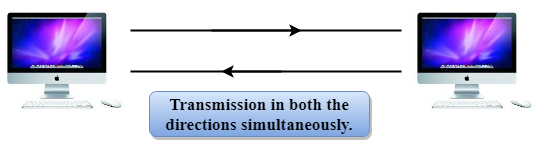 Transmission in both the
directions simultaneously.